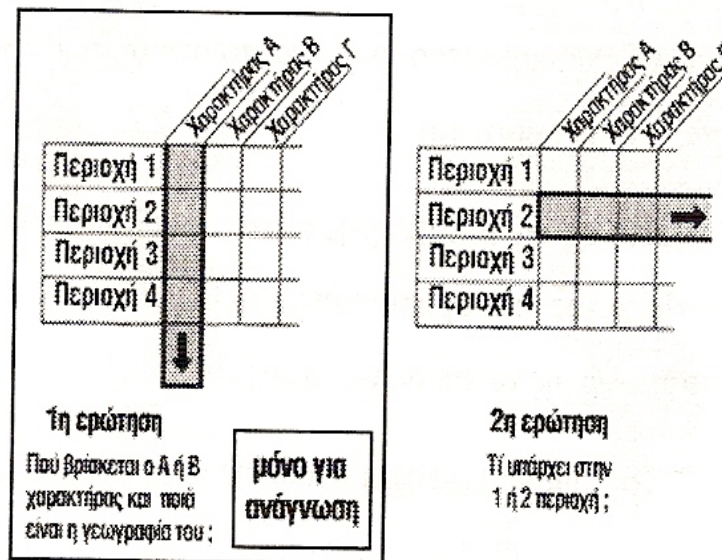 Χαρακτήρας Α
Χαρακτήρας Β
Χαρακτήρας Γ
Περιοχή 1
Περιοχή 2
Περιοχή 3
Περιοχή 4
1η ερώτηση
Πού βρίσκεται ο Α ή Β
χαρακτήρας και ποιά
είναι η γεωγραφία του;
μόνο για
ανάγνωση
Χαρακτήρας Α
Χαρακτήρας Β
Χαρακτήρας
Περιοχή 1
Περιοχή 2
Περιοχή 3
Περιοχή 4
2η ερώτηση
Τί υπάρχει στην
1 ή 2 περιοχή;